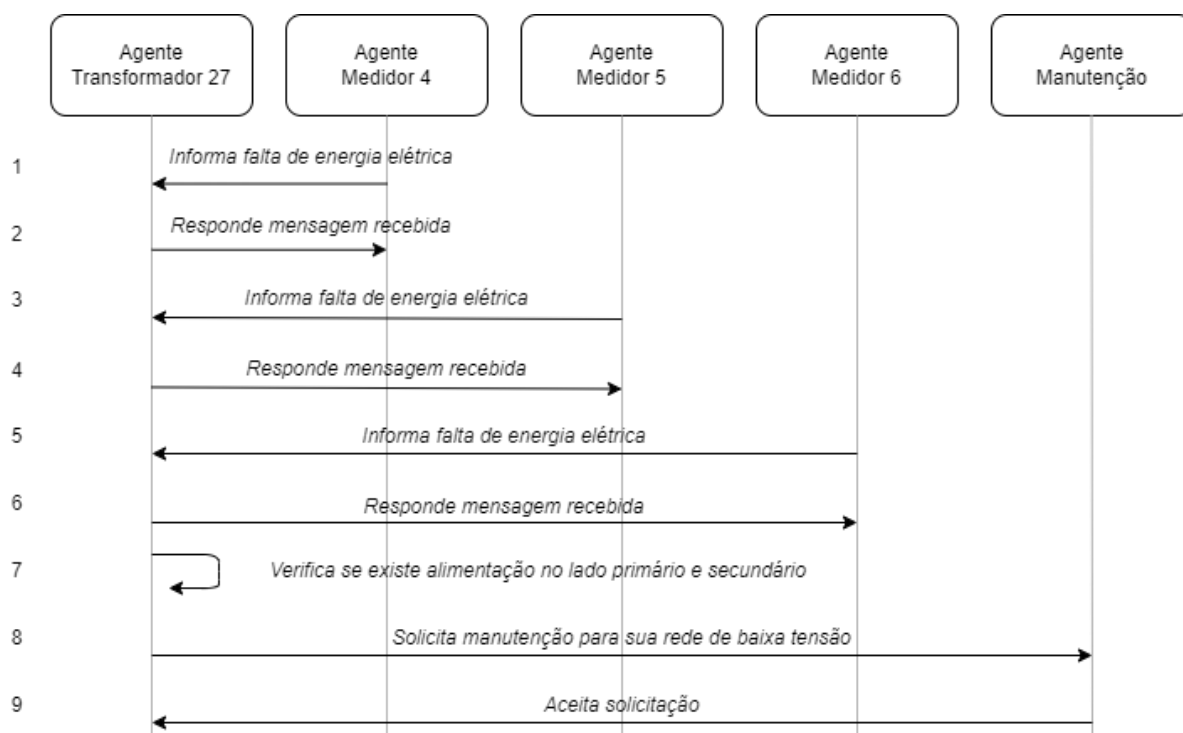 Agente
Transformador 27
Agente
Medidor 4
Agente
Medidor 5
Agente
Medidor 6
Agente
Manutenção
1
Informa falta de energia elétrica
2
Responde mensagem recebida
3
Informa falta de energia elétrica
4
Responde mensagem recebida
5
Informa falta de energia elétrica
6
Responde mensagem recebida
7
Verifica se existe alimentação no lado primário e secundário
8
Solicita manutenção para sua rede de baixa tensão
9
Aceita solicitação